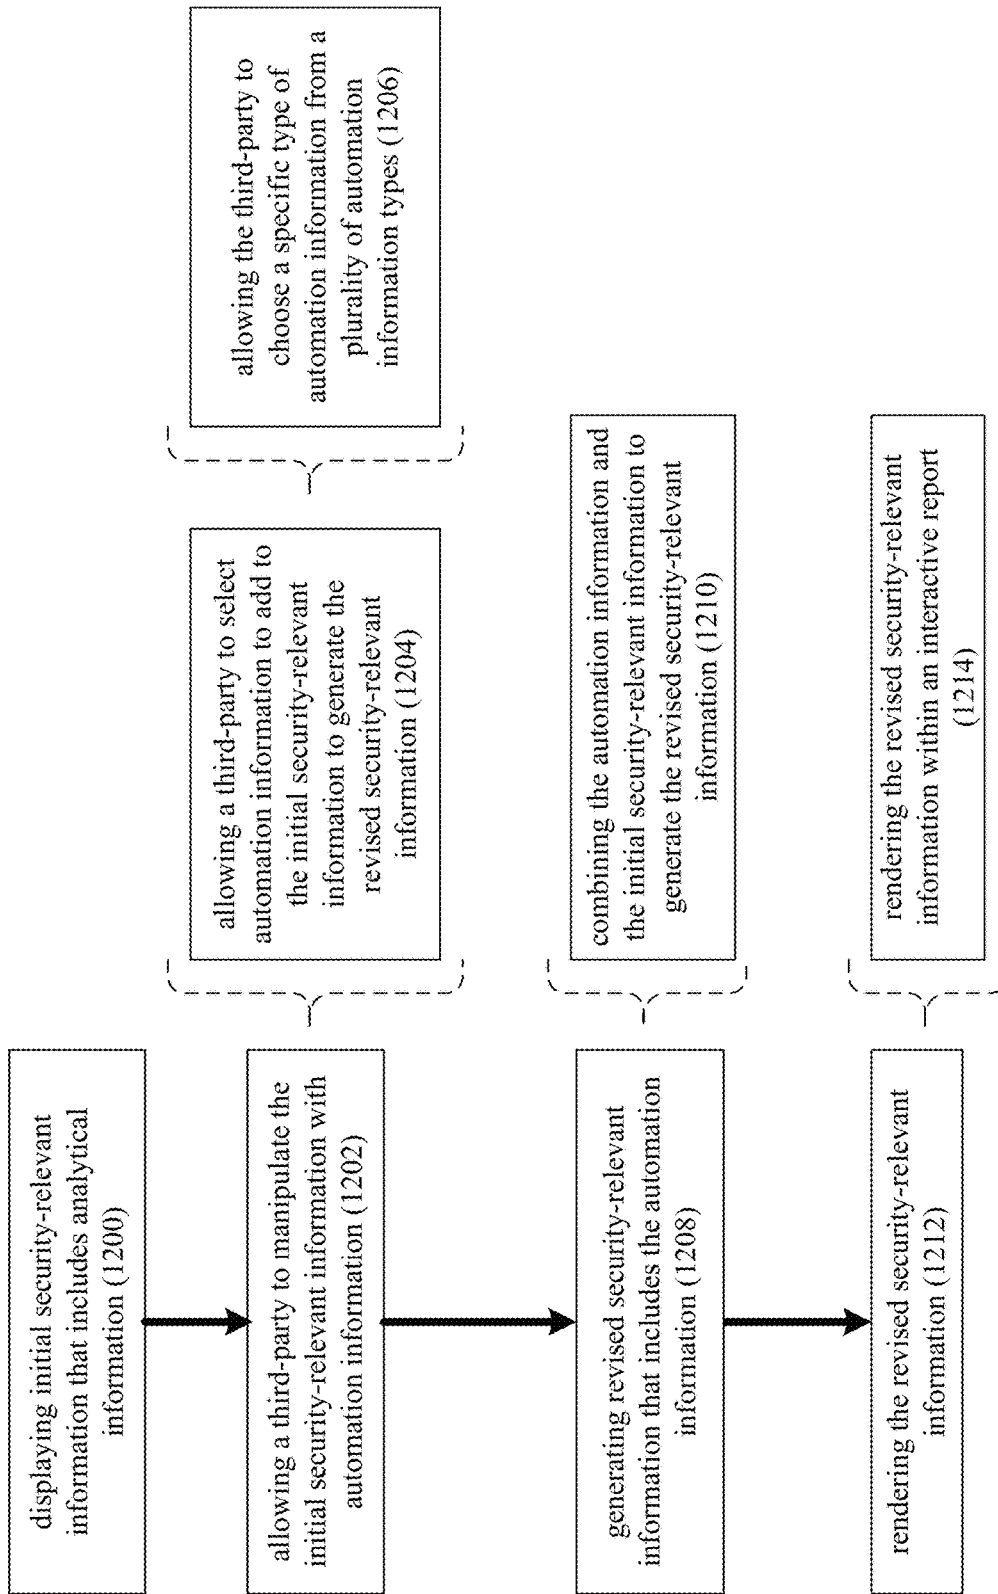 displaying initial security-relevant
information that includes analytical
information (1200)
allowing a third-party to manipulate the
initial security-relevant information with
automation information (1202)
allowing a third-party to select
automation information to add to
the initial security-relevant
information to generate the
revised security-relevant
information (1204)
allowing the third-party to
choose a specific type of
automation information from a
plurality of automation
information types (1206)
generating revised security-relevant
information that includes the automation
information (1208)
combining the automation information and
the initial security-relevant information to
generate the revised security-relevant
information (1210)
rendering the revised security-relevant
information (1212)
rendering the revised security-relevant
information within an interactive report
(1214)